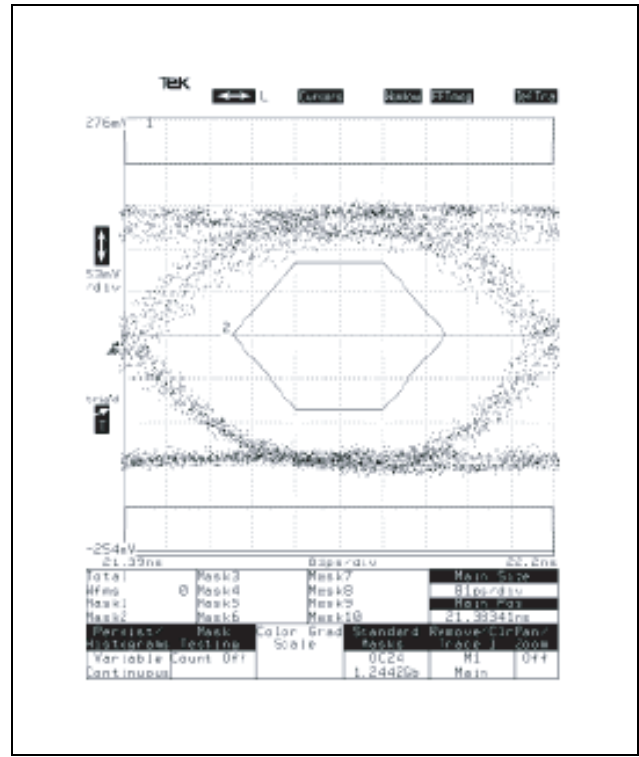 Tek
L Cursors Window FFTmag DefTra
276mV 1
53mV
/div
2
-254mV
21.39ns 81ps/div 22.2ns
Total Mask3 Mask7 Main Size
Wfms 0 Mask4 Mask8 81ps/div
Mask1 Mask5 Mask9 Main Pos
Mask2 Mask6 Mask10 21.38341ns
Persist/ Mask Color Grad Standard Remove/Clr Pan/
Histograms Testing Scale Masks Trace 1 Zoom
Variable Count Off OC24 M1 Off
Continuous 1.2442Gb Main